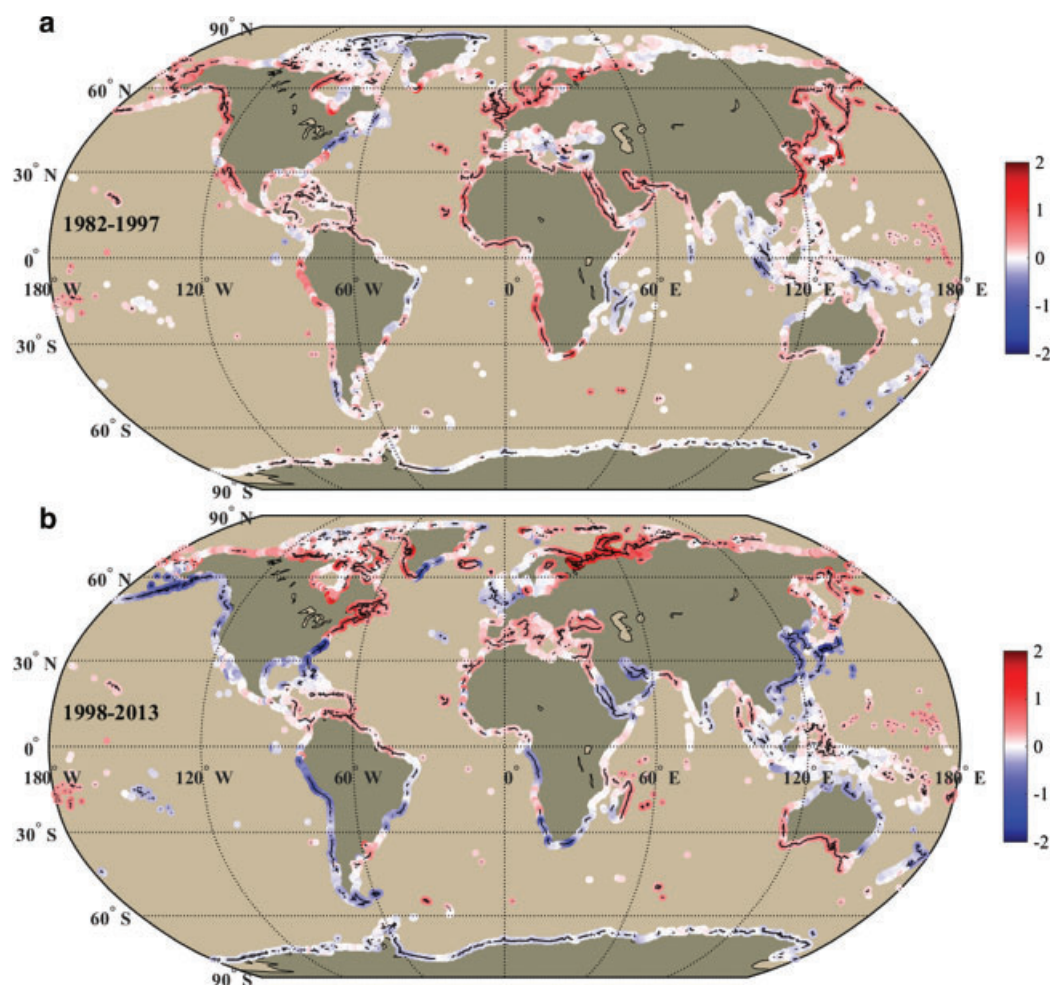 a
90° N
60° N
30° N
1982-1997
0°
180° W
120° W
60° W
0°
60° E
120° E
180° E
30° S
60° S
90° S
2
1
0
-1
-2
b
90° N
60° N
30° N
1998-2013
0°
180° W
120° W
60° W
0°
60° E
120° E
180° E
30° S
60° S
90° S
2
1
0
-1
-2